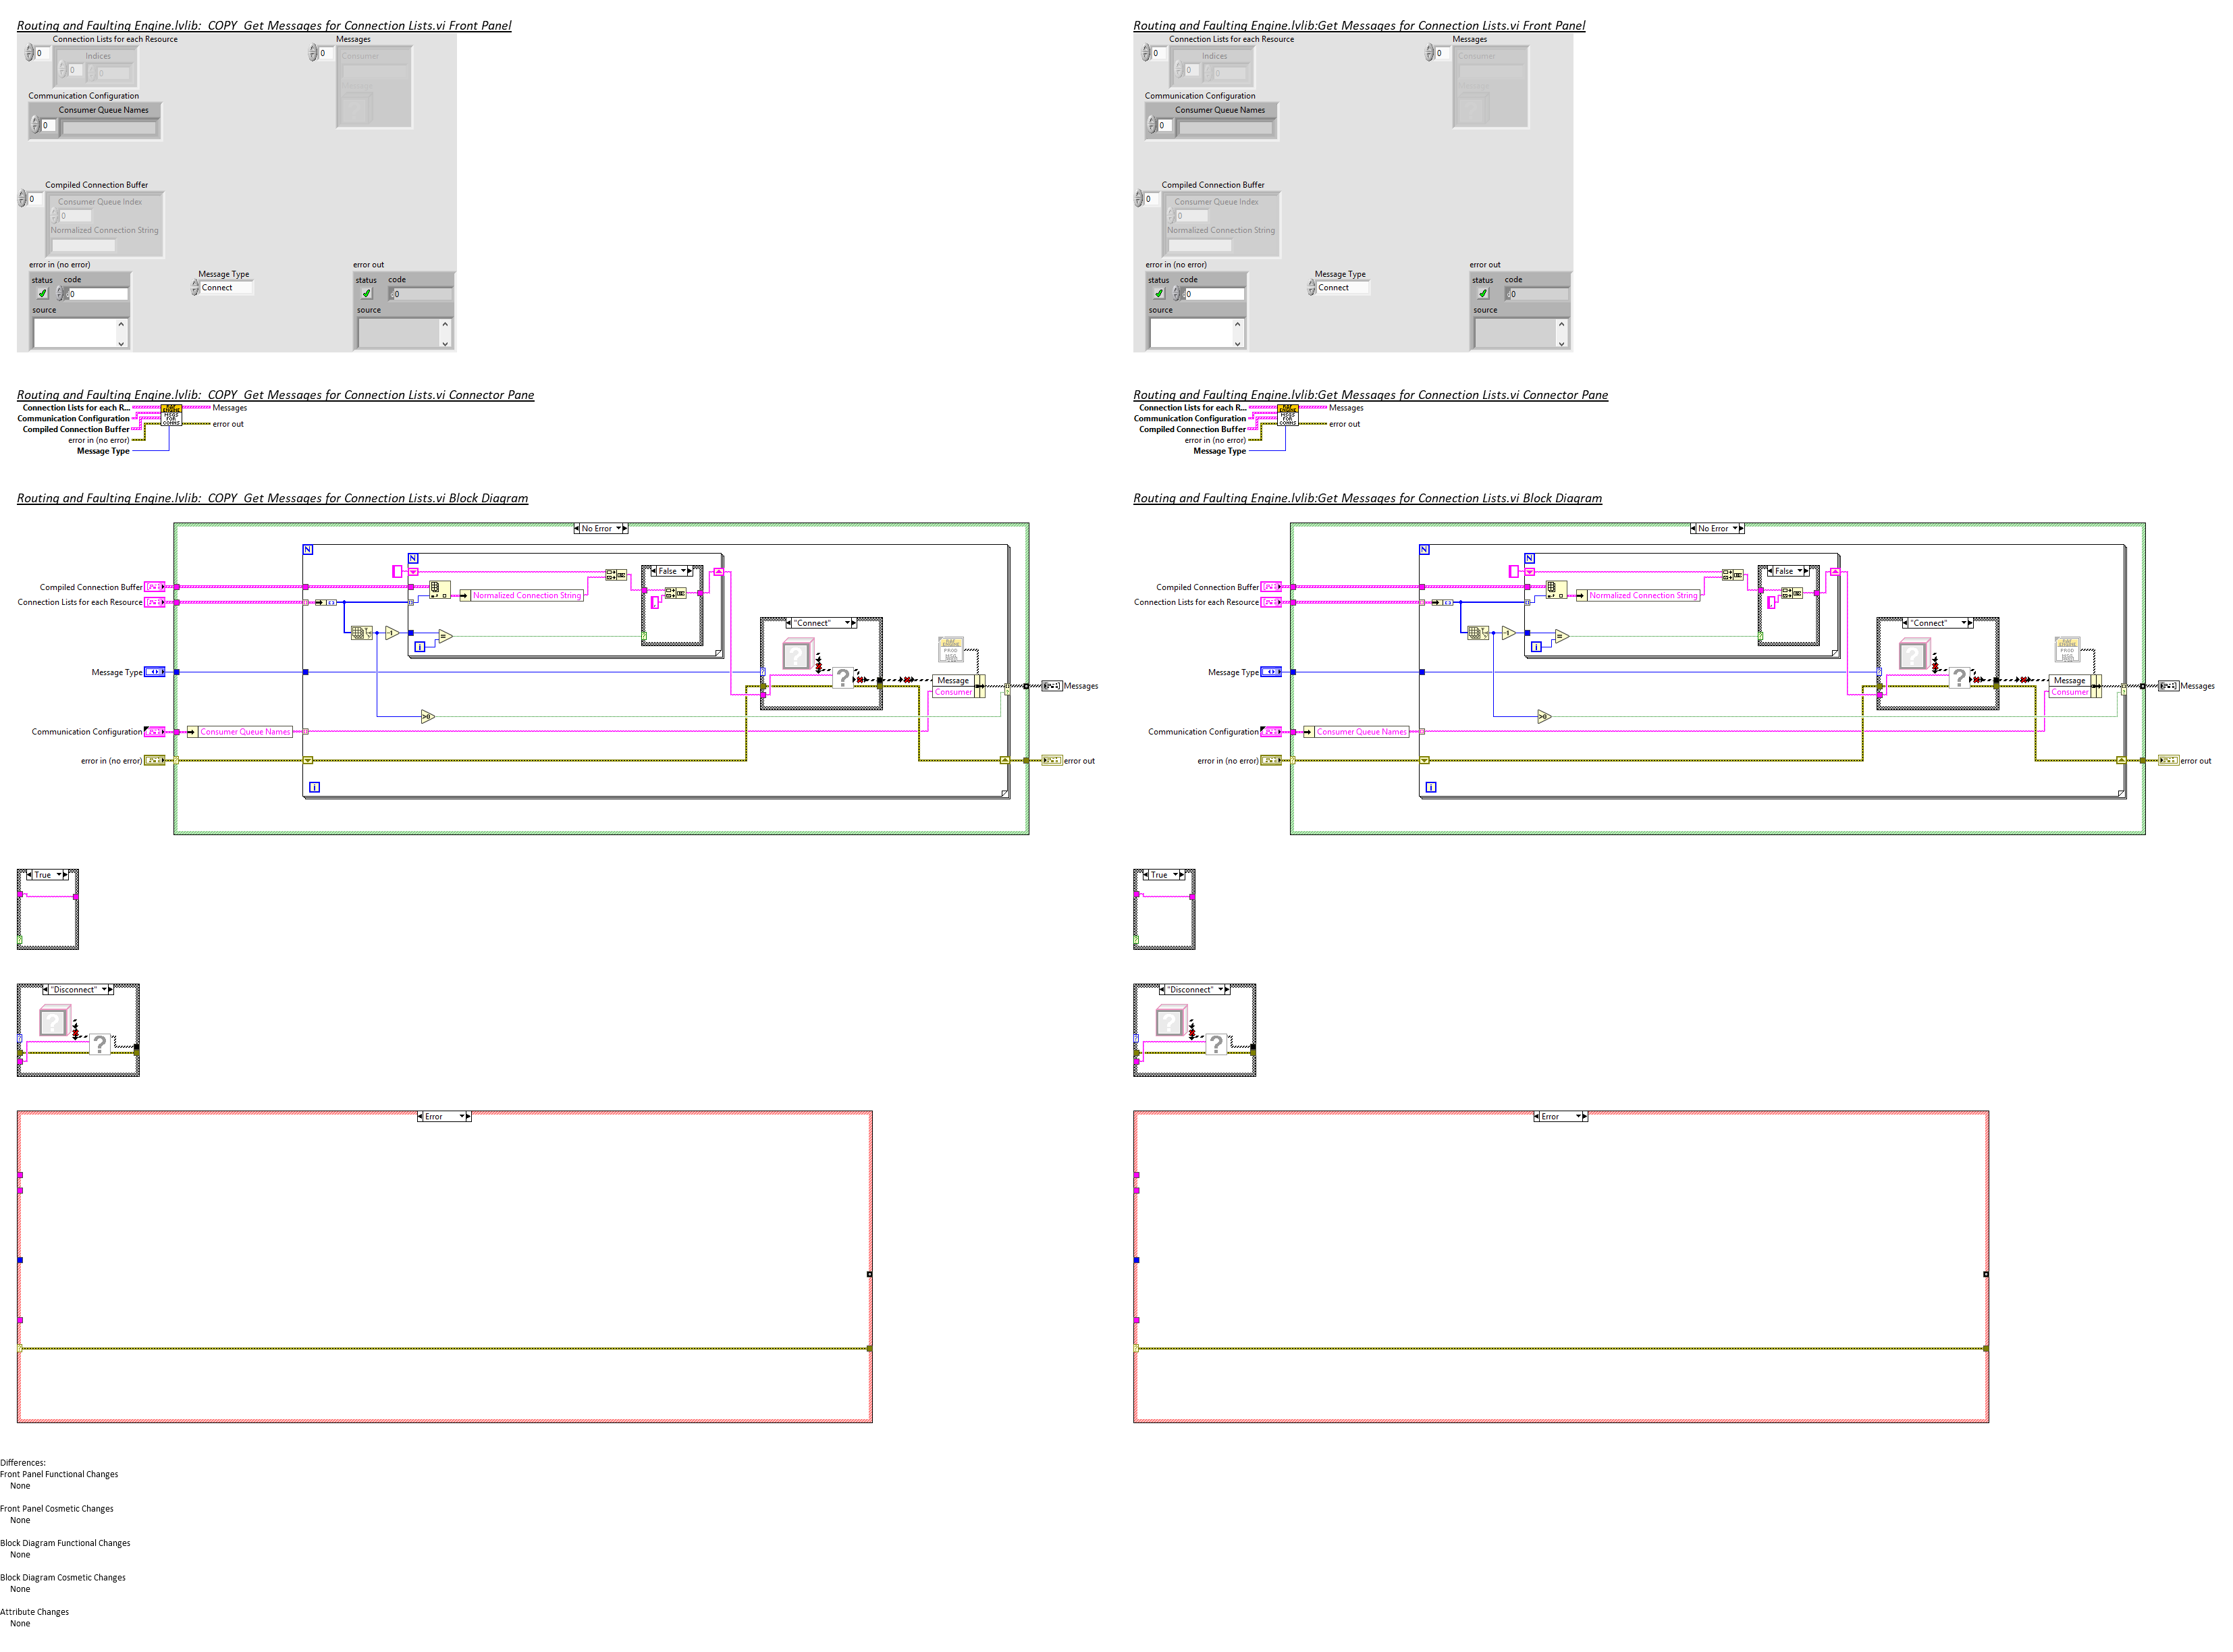 Routing and Faulting Engine.lvlib:_COPY_Get Messages for Connection Lists.vi Front Panel
Connection Lists for each Resource
Messages
0
0
Indices
0
0
Consumer
Communication Configuration
Consumer Queue Names
0
Compiled Connection Buffer
0
Consumer Queue Index
0
Normalized Connection String
error in (no error)
status
code
0
source
Message Type
Connect
error out
status
code
0
source
Routing and Faulting Engine.lvlib:Get Messages for Connection Lists.vi Front Panel
Connection Lists for each Resource
Messages
0
0
Indices
0
0
Consumer
Communication Configuration
Consumer Queue Names
0
Compiled Connection Buffer
0
Consumer Queue Index
0
Normalized Connection String
error in (no error)
status
code
0
source
Message Type
Connect
error out
status
code
0
source
Routing and Faulting Engine.lvlib:_COPY_Get Messages for Connection Lists.vi Connector Pane
Connection Lists for each R...
Messages
Communication Configuration
Compiled Connection Buffer
error out
error in (no error)
Message Type
Routing and Faulting Engine.lvlib:Get Messages for Connection Lists.vi Connector Pane
Connection Lists for each R...
Messages
Communication Configuration
Compiled Connection Buffer
error out
error in (no error)
Message Type
Routing and Faulting Engine.lvlib:_COPY_Get Messages for Connection Lists.vi Block Diagram
No Error
N
N
False
Compiled Connection Buffer
Normalized Connection String
Connection Lists for each Resource
i
"Connect"
Message Type
Message
Consumer
Messages
Communication Configuration
Consumer Queue Names
error in (no error)
error out
i
True
"Disconnect"
Error
Routing and Faulting Engine.lvlib:Get Messages for Connection Lists.vi Block Diagram
No Error
N
N
False
Compiled Connection Buffer
Normalized Connection String
Connection Lists for each Resource
i
"Connect"
Message Type
Message
Consumer
Messages
Communication Configuration
Consumer Queue Names
error in (no error)
error out
i
True
"Disconnect"
Error
Differences:
Front Panel Functional Changes
None
Front Panel Cosmetic Changes
None
Block Diagram Functional Changes
None
Block Diagram Cosmetic Changes
None
Attribute Changes
None